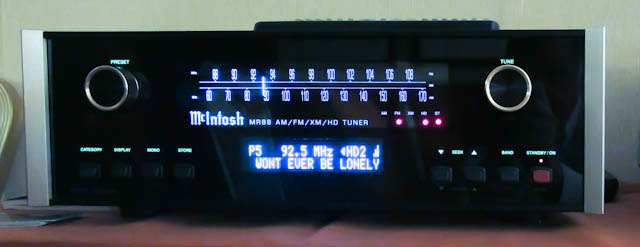 PRESET
TUNE
88 90 92 94 96 98 100 102 104 106 108
60 70 80 90 100 110 120 130 140 150 160 170
AM FM XM HD ST
McIntosh MR88 AM/FM/XM/HD TUNER
P5 92.5 MHz HD2
WONT EVER BE LONELY
CATEGORY DISPLAY MONO STORE
SEEK BAND STANDBY/ON